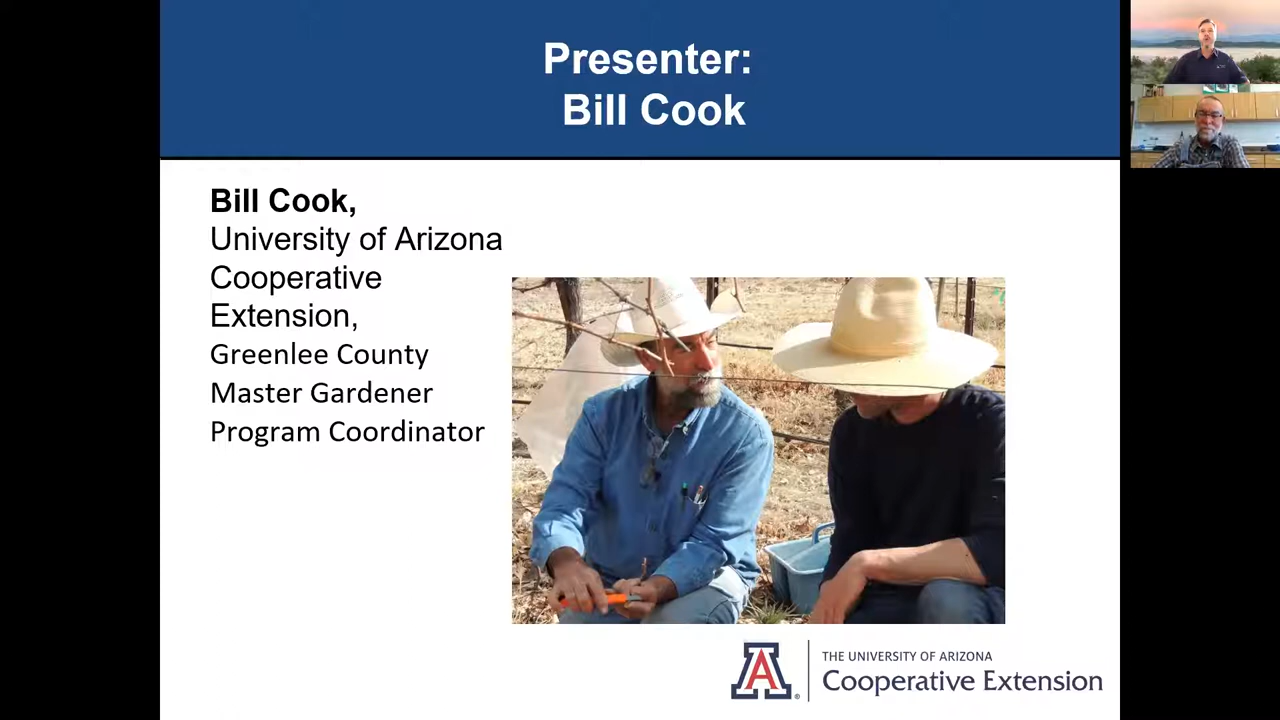 Presenter:
Bill Cook
Bill Cook,
University of Arizona
Cooperative
Extension,
Greenlee County
Master Gardener
Program Coordinator
A
THE UNIVERSITY OF ARIZONA
Cooperative Extension